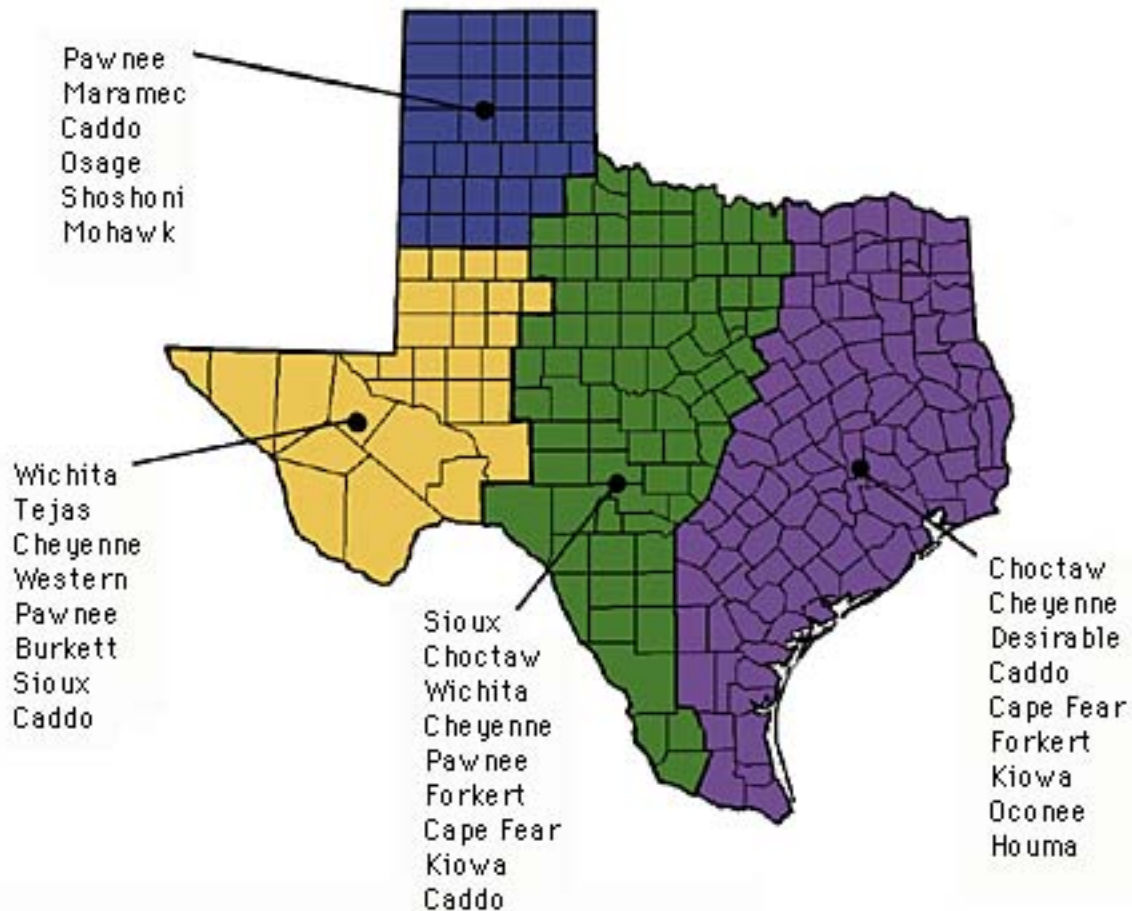 Pawnee
Maramec
Caddo
Osage
Shoshoni
Mohawk
Wichita
Tejas
Cheyenne
Western
Pawnee
Burkett
Sioux
Caddo
Sioux
Choctaw
Wichita
Cheyenne
Pawnee
Forkert
Cape Fear
Kiowa
Caddo
Choctaw
Cheyenne
Desirable
Caddo
Cape Fear
Forkert
Kiowa
Oconee
Houma